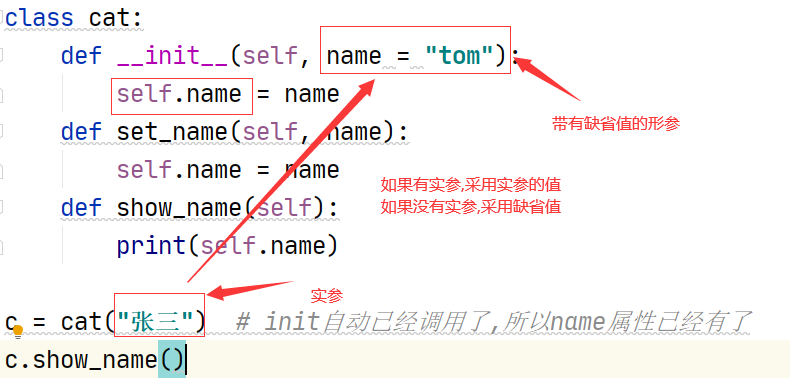 class cat:
    def __init__(self, name = "tom"):
        self.name = name
带有缺省值的形参
    def set_name(self, name):
        self.name = name
如果有实参,采用实参的值
如果没有实参,采用缺省值
    def show_name(self):
        print(self.name)
实参
c = cat("张三")  # init自动已经调用了,所以name属性已经有了
c.show_name()